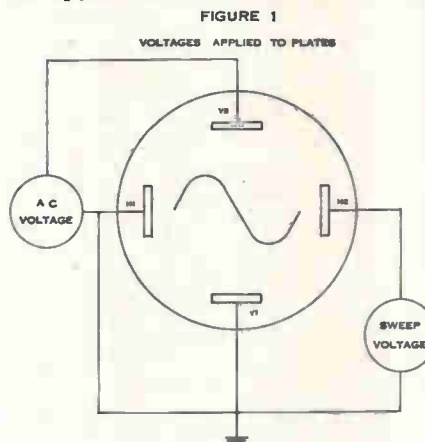 FIGURE 1
VOLTAGES APPLIED TO PLATES
V2
A C
VOLTAGE
H1
H2
V1
SWEEP
VOLTAGE